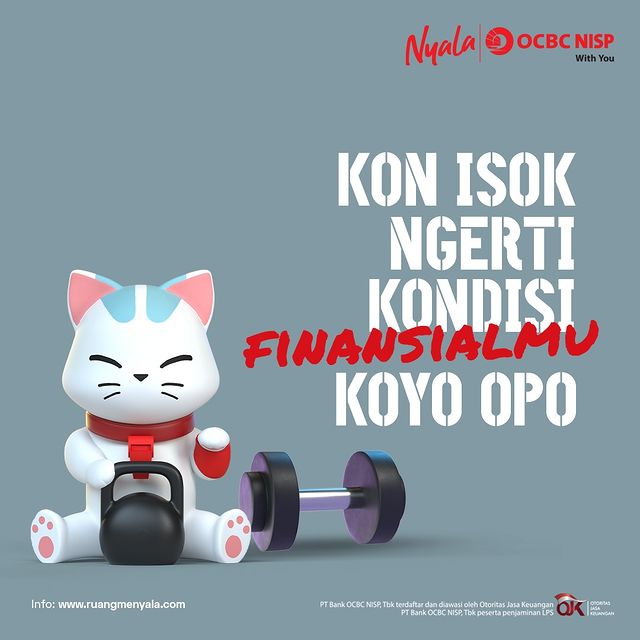 Nyala OCBC NISP
With You
KON ISOK
NGERTI
KONDISI
FINANSIALMU
KOYO OPO
Info: www.ruangmenyala.com
PT Bank OCBC NISP, Tbk terdaftar dan diawasi oleh Otoritas Jasa Keuangan
PT Bank OCBC NISP, Tbk peserta penjaminan LPS
OJK OTORITAS
JASA
KEUANGAN